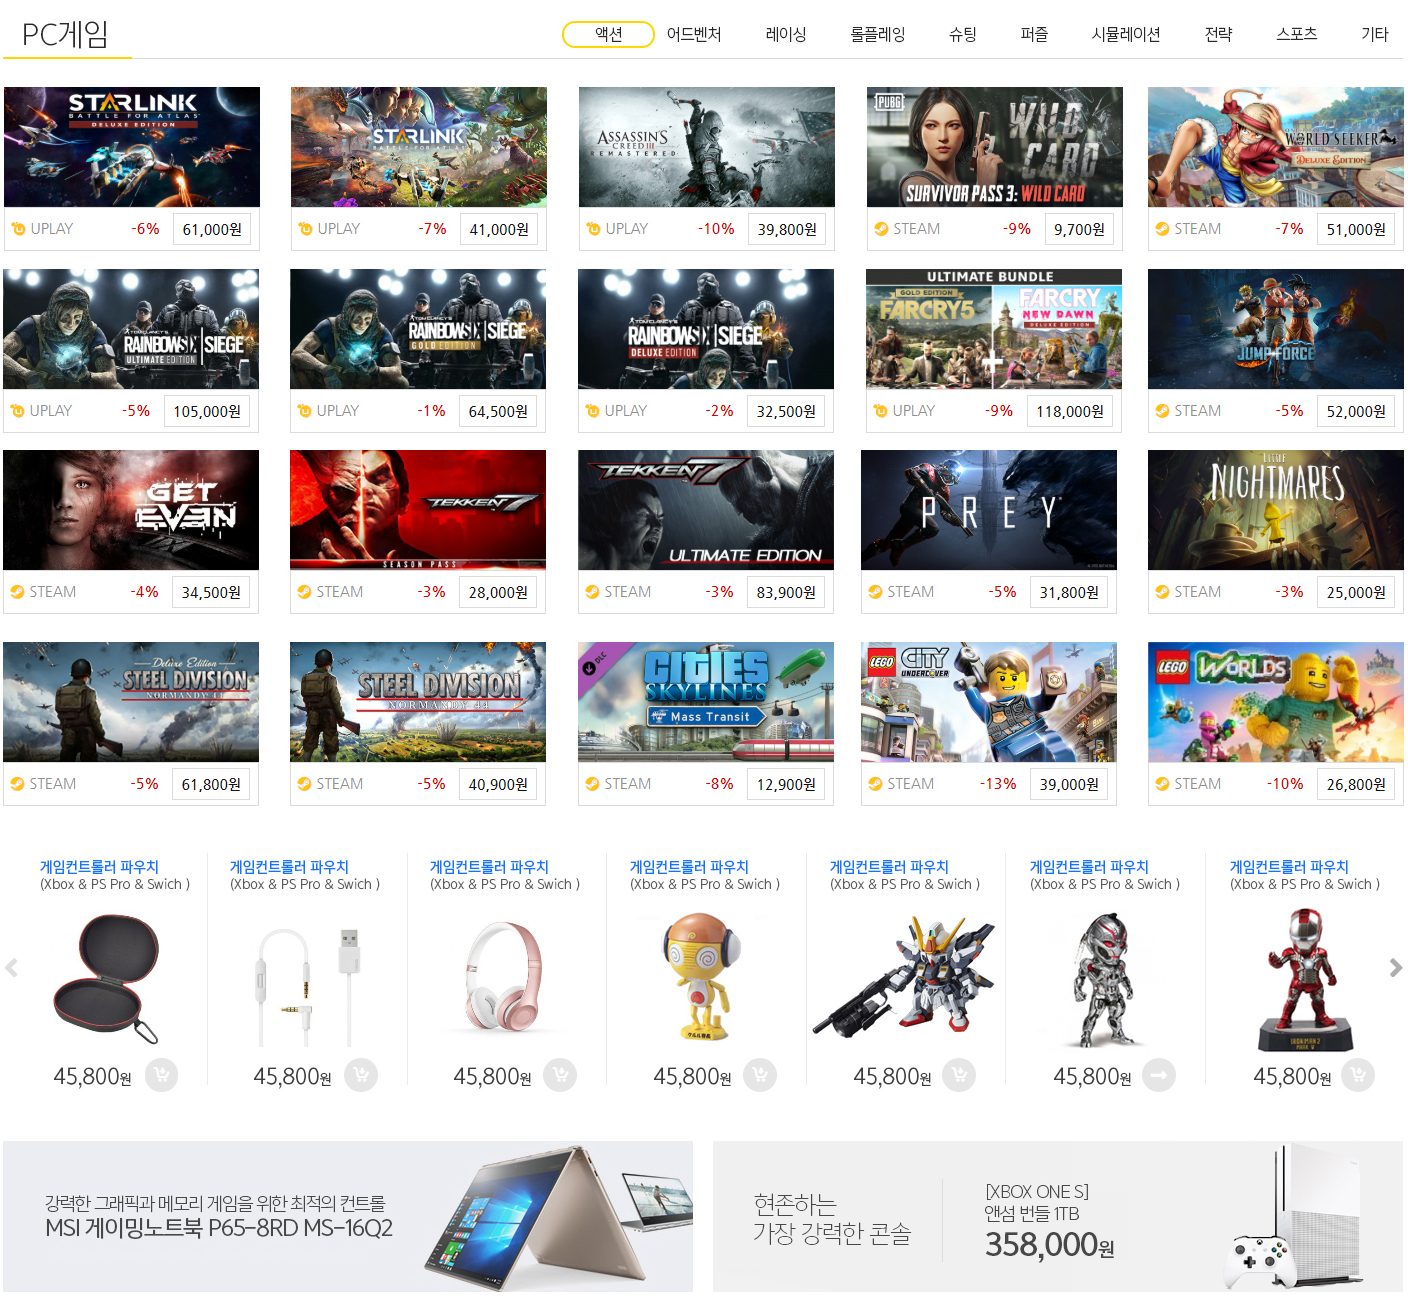 PC게임
액션 어드벤처 레이싱 롤플레잉 슈팅 퍼즐 시뮬레이션 전략 스포츠 기타
STARLINK
BATTLE FOR ATLAS
DELUXE EDITION
UPLAY -6% 61,000원
STARLINK
BATTLE FOR ATLAS
UPLAY -7% 41,000원
ASSASSIN'S
CREED III
REMASTERED
UPLAY -10% 39,800원
PUBG
WILD
CARD
SURVIVOR PASS 3: WILD CARD
STEAM -9% 9,700원
WORLD SEEKER
DELUXE EDITION
STEAM -7% 51,000원
TOM CLANCY'S
RAINBOW SIX | SIEGE
ULTIMATE EDITION
UPLAY -5% 105,000원
TOM CLANCY'S
RAINBOW SIX | SIEGE
GOLD EDITION
UPLAY -1% 64,500원
TOM CLANCY'S
RAINBOW SIX | SIEGE
DELUXE EDITION
UPLAY -2% 32,500원
ULTIMATE BUNDLE
GOLD EDITION
FARCRY5
+
FARCRY
NEW DAWN
DELUXE EDITION
UPLAY -9% 118,000원
JUMP FORCE
STEAM -5% 52,000원
GET
EVEN
STEAM -4% 34,500원
TEKKEN 7
SEASON PASS
STEAM -3% 28,000원
TEKKEN 7
ULTIMATE EDITION
STEAM -3% 83,900원
PREY
STEAM -5% 31,800원
LITTLE
NIGHTMARES
STEAM -3% 25,000원
Deluxe Edition
STEEL DIVISION
NORMANDY 44
STEAM -5% 61,800원
STEEL DIVISION
NORMANDY 44
STEAM -5% 40,900원
DLC
CITIES
SKYLINES
Mass Transit
STEAM -8% 12,900원
LEGO CITY
UNDERCOVER
STEAM -13% 39,000원
LEGO WORLDS
STEAM -10% 26,800원
게임컨트롤러 파우치
(Xbox & PS Pro & Swich )
45,800원
게임컨트롤러 파우치
(Xbox & PS Pro & Swich )
45,800원
게임컨트롤러 파우치
(Xbox & PS Pro & Swich )
45,800원
게임컨트롤러 파우치
(Xbox & PS Pro & Swich )
45,800원
게임컨트롤러 파우치
(Xbox & PS Pro & Swich )
45,800원
게임컨트롤러 파우치
(Xbox & PS Pro & Swich )
45,800원
게임컨트롤러 파우치
(Xbox & PS Pro & Swich )
IRON MAN 2
45,800원
강력한 그래픽과 메모리 게임을 위한 최적의 컨트롤
MSI 게이밍노트북 P65-8RD MS-16Q2
현존하는
가장 강력한 콘솔
[XBOX ONE S]
앤섬 번들 1TB
358,000원